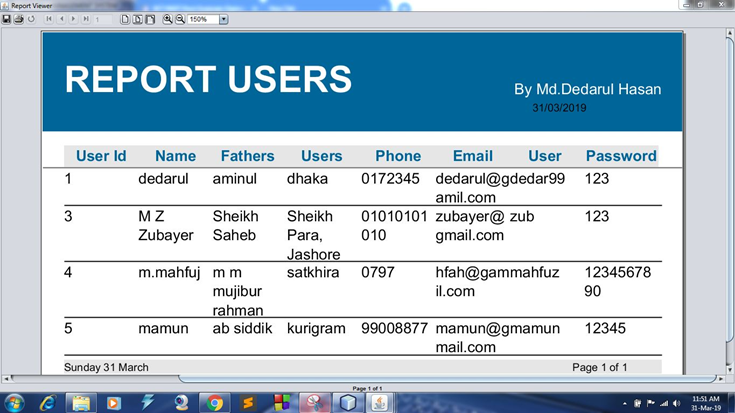 Report Viewer
1
150%
REPORT USERS
By Md.Dedarul Hasan
31/03/2019
User Id Name Fathers Users Phone Email User Password
1 dedarul aminul dhaka 0172345 dedarul@gdedar99 123
amil.com
3 M Z Sheikh Sheikh 01010101 zubayer@ zub 123
Zubayer Saheb Para, 010 gmail.com
Jashore
4 m.mahfuj m m satkhira 0797 hfah@gammahfuz 12345678
mujibur il.com 90
rahman
5 mamun ab siddik kurigram 99008877 mamun@gmamun 12345
mail.com
Sunday 31 March Page 1 of 1
Page 1 of 1
11:51 AM
31-Mar-19